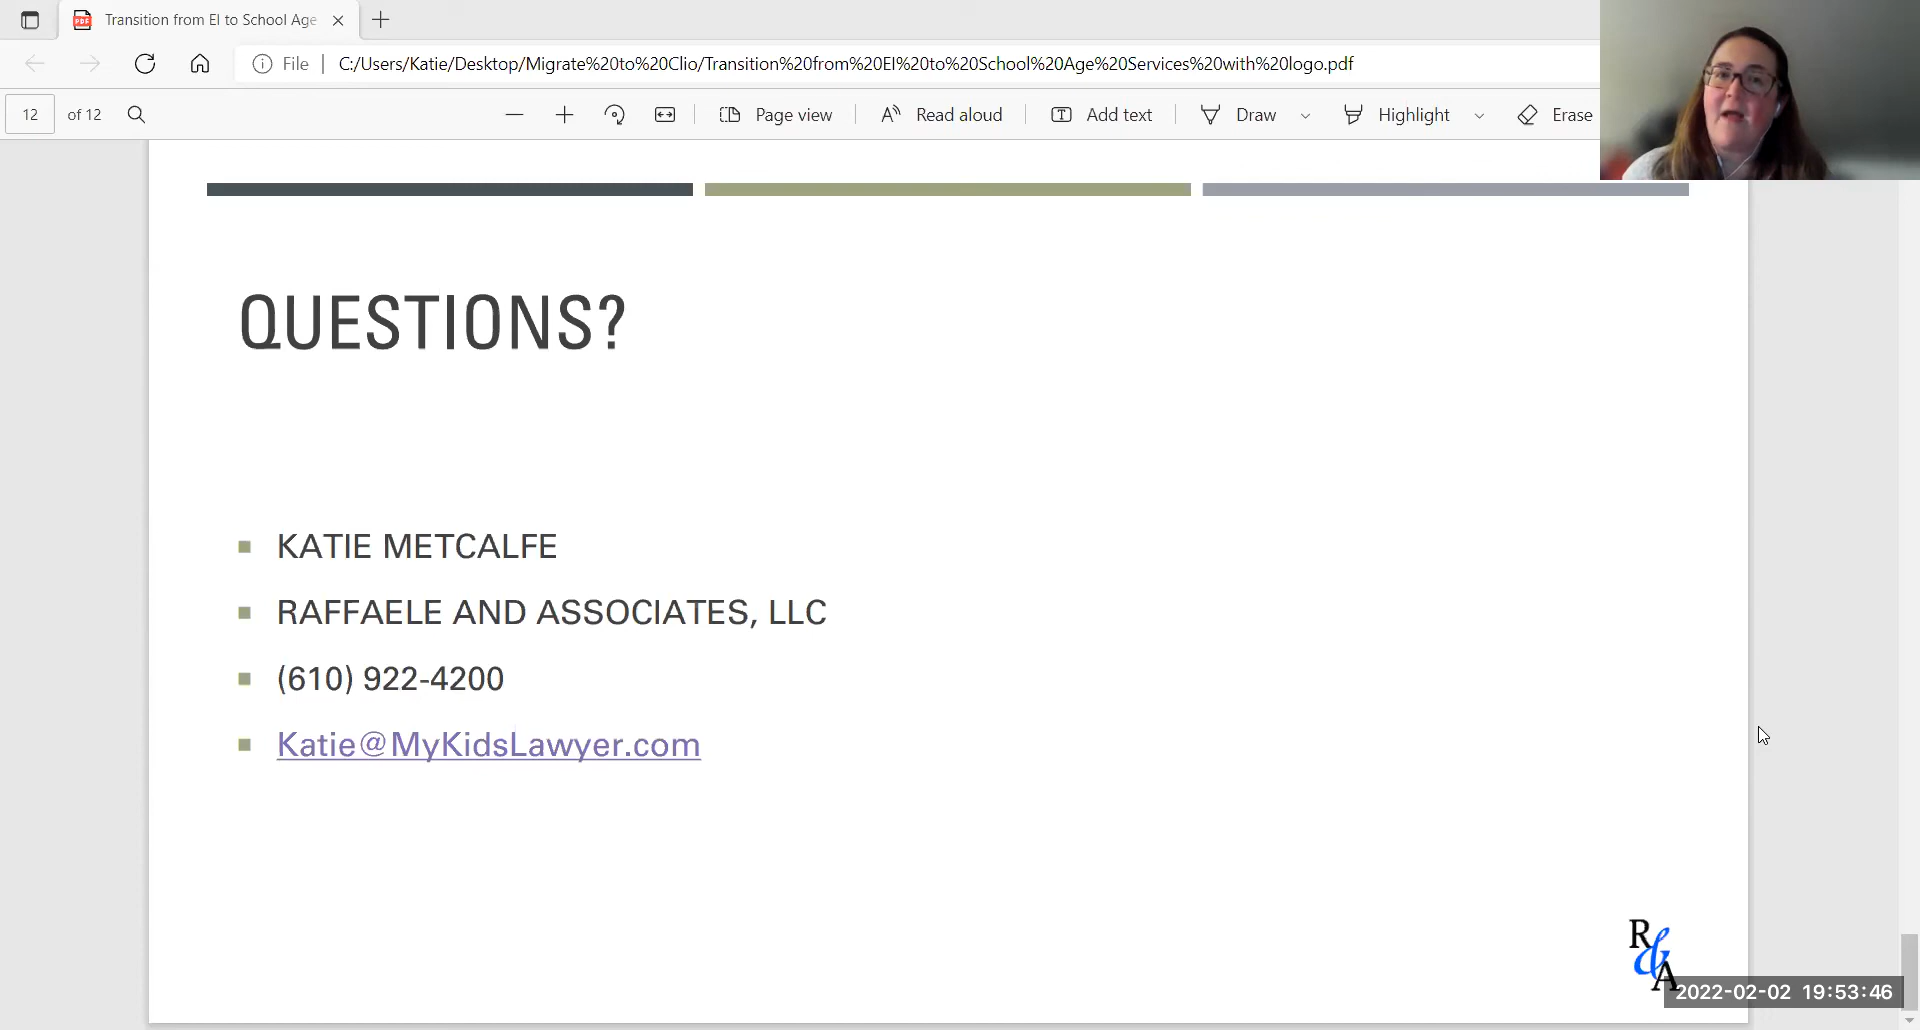 Transition from EI to School Age
File
C:/Users/Katie/Desktop/Migrate%20to%20Clio/Transition%20from%20EI%20to%20School%20Age%20Services%20with%20logo.pdf
12 of 12
Page view
Read aloud
Add text
Draw
Highlight
Erase
QUESTIONS?
KATIE METCALFE
RAFFAELE AND ASSOCIATES, LLC
(610) 922-4200
Katie@MyKidsLawyer.com
R&A
2022-02-02 19:53:46